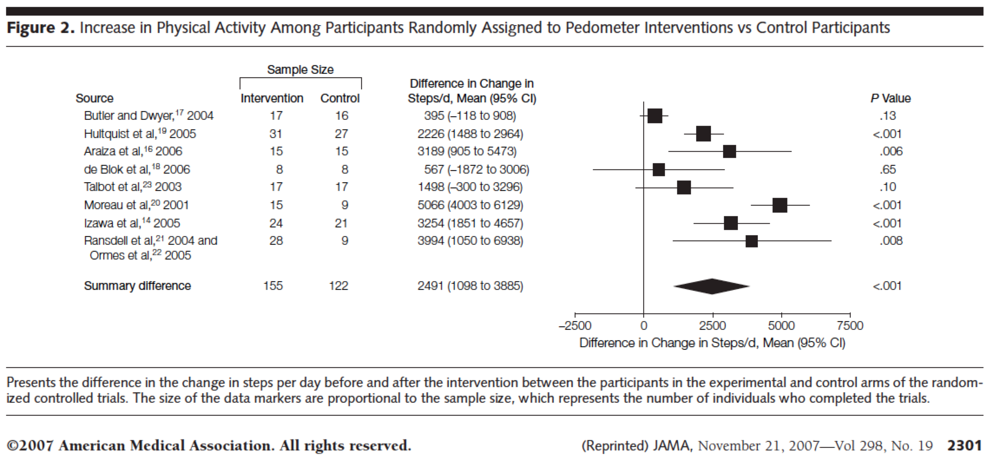 Figure 2. Increase in Physical Activity Among Participants Randomly Assigned to Pedometer Interventions vs Control Participants
Sample Size
Difference in Change in
Source Intervention Control Steps/d, Mean (95% CI) P Value
Butler and Dwyer,17 2004 17 16 395 (–118 to 908) .13
Hultquist et al,19 2005 31 27 2226 (1488 to 2964) <.001
Araiza et al,16 2006 15 15 3189 (905 to 5473) .006
de Blok et al,18 2006 8 8 567 (–1872 to 3006) .65
Talbot et al,23 2003 17 17 1498 (–300 to 3296) .10
Moreau et al,20 2001 15 9 5066 (4003 to 6129) <.001
Izawa et al,14 2005 24 21 3254 (1851 to 4657) <.001
Ransdell et al,21 2004 and 28 9 3994 (1050 to 6938) .008
Ormes et al,22 2005
Summary difference 155 122 2491 (1098 to 3885) <.001
–2500 0 2500 5000 7500
Difference in Change in Steps/d, Mean (95% CI)
Presents the difference in the change in steps per day before and after the intervention between the participants in the experimental and control arms of the random-
ized controlled trials. The size of the data markers are proportional to the sample size, which represents the number of individuals who completed the trials.
©2007 American Medical Association. All rights reserved. (Reprinted) JAMA, November 21, 2007—Vol 298, No. 19 2301